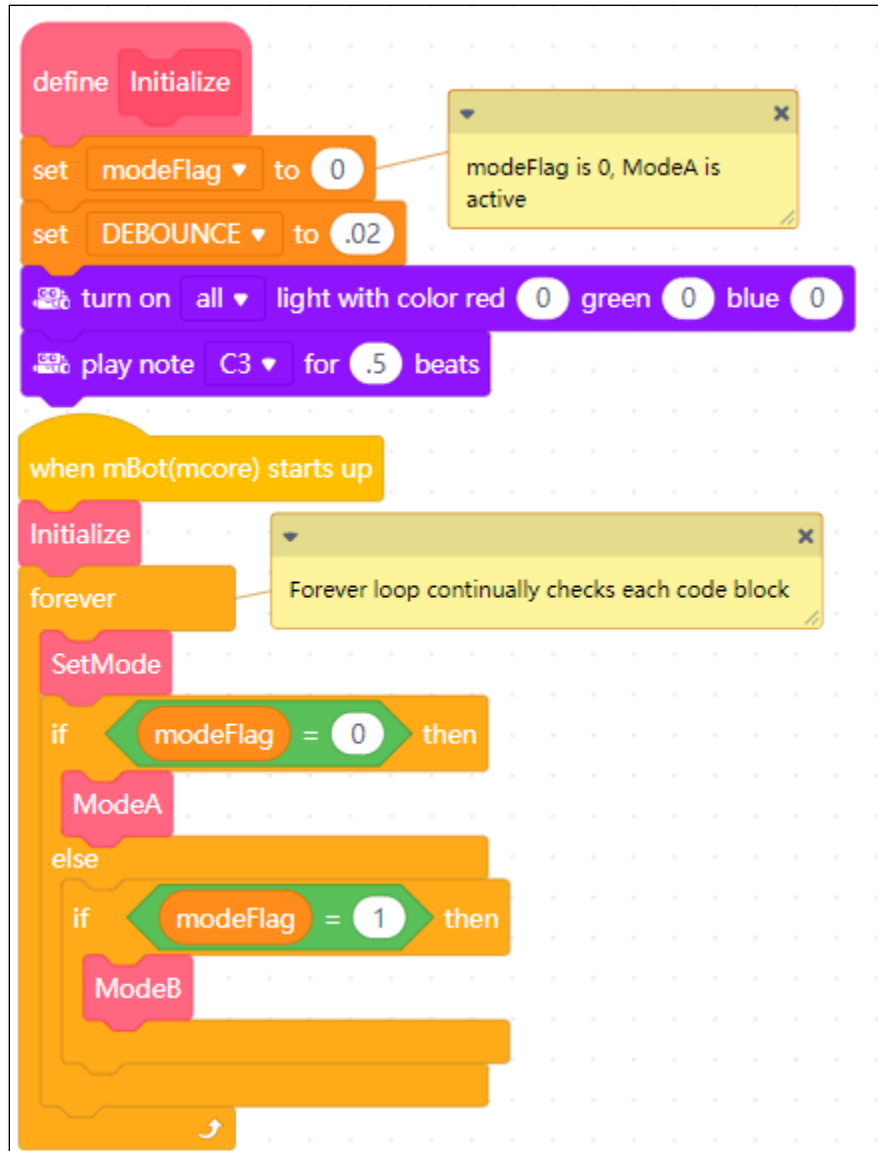 define Initialize
set modeFlag to 0
modeFlag is 0, ModeA is
active
set DEBOUNCE to .02
turn on all light with color red 0 green 0 blue 0
play note C3 for .5 beats
when mBot(mcore) starts up
Initialize
forever
Forever loop continually checks each code block
SetMode
if modeFlag = 0 then
ModeA
else
if modeFlag = 1 then
ModeB